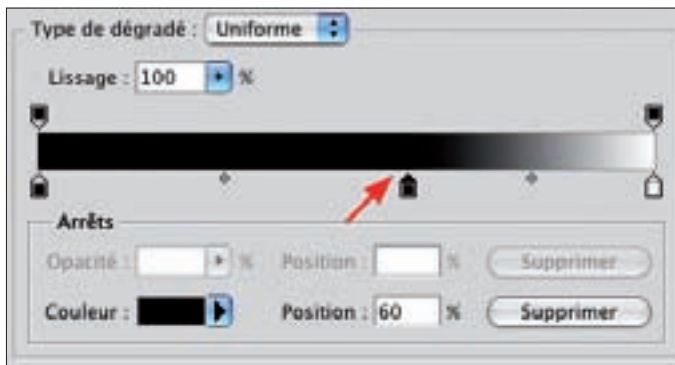 Type de dégradé : Uniforme
Lissage : 100 %
Arrêts
Opacité : % Position : % Supprimer
Couleur : Position : 60 % Supprimer